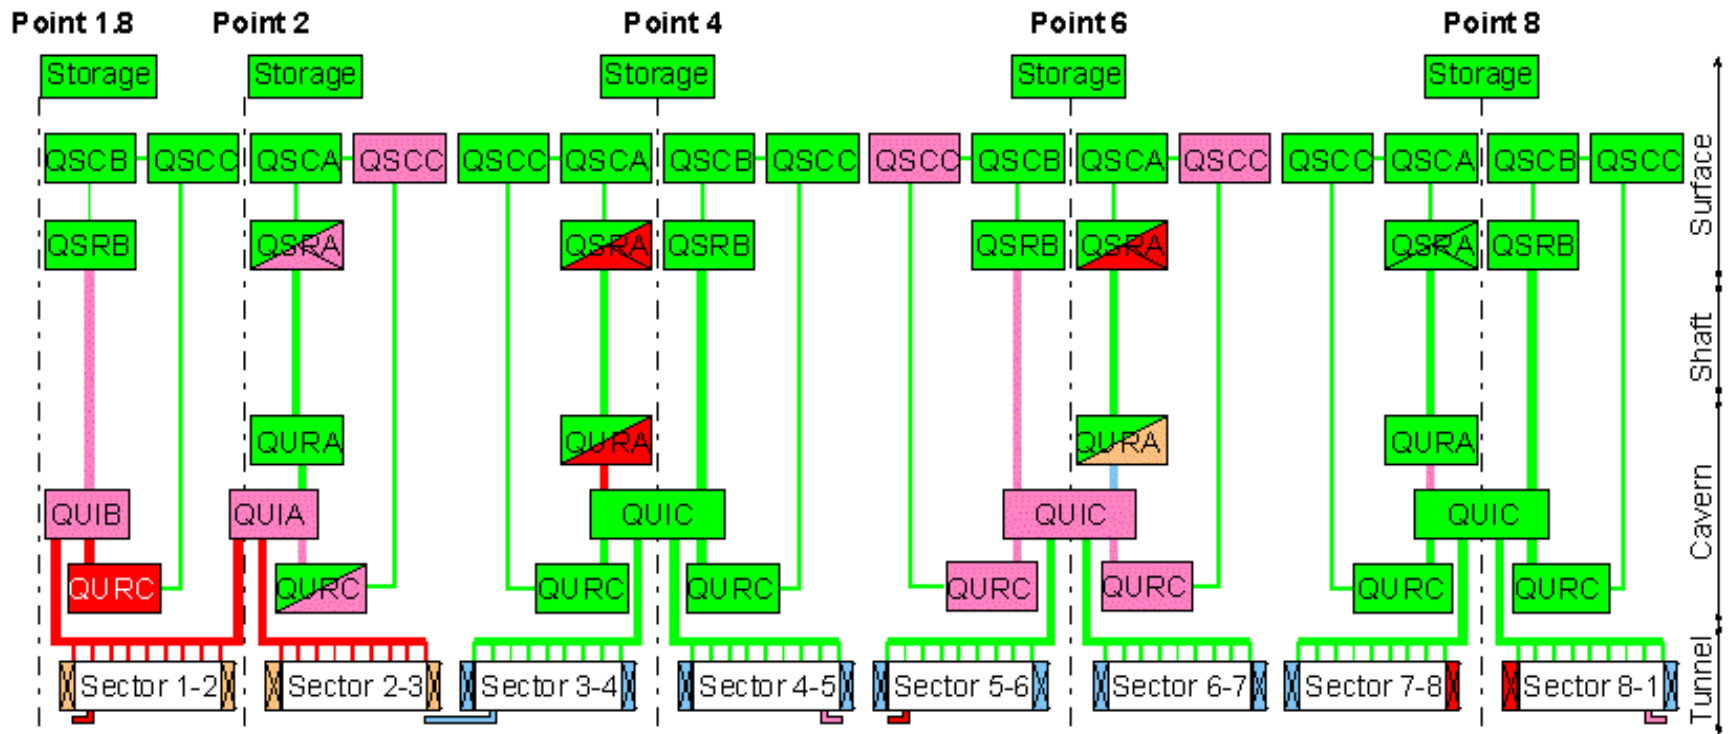 Point 1.8 Point 2 Point 4 Point 6 Point 8
Storage Storage Storage Storage Storage
QSCB QSCC QSCA QSCC QSCC QSCA QSCB QSCC QSCC QSCB QSCA QSCC QSCC QSCA QSCB QSCC
Surface
QSRB QSRA QSRA QSRB QSRB QSRA QSRA QSRB
Shaft
QURA QURA QURA QURA
Cavern
QUIB QUIA QUIC QUIC QUIC
QURC QURC QURC QURC QURC QURC QURC QURC
Sector 1-2 Sector 2-3 Sector 3-4 Sector 4-5 Sector 5-6 Sector 6-7 Sector 7-8 Sector 8-1
Tunnel